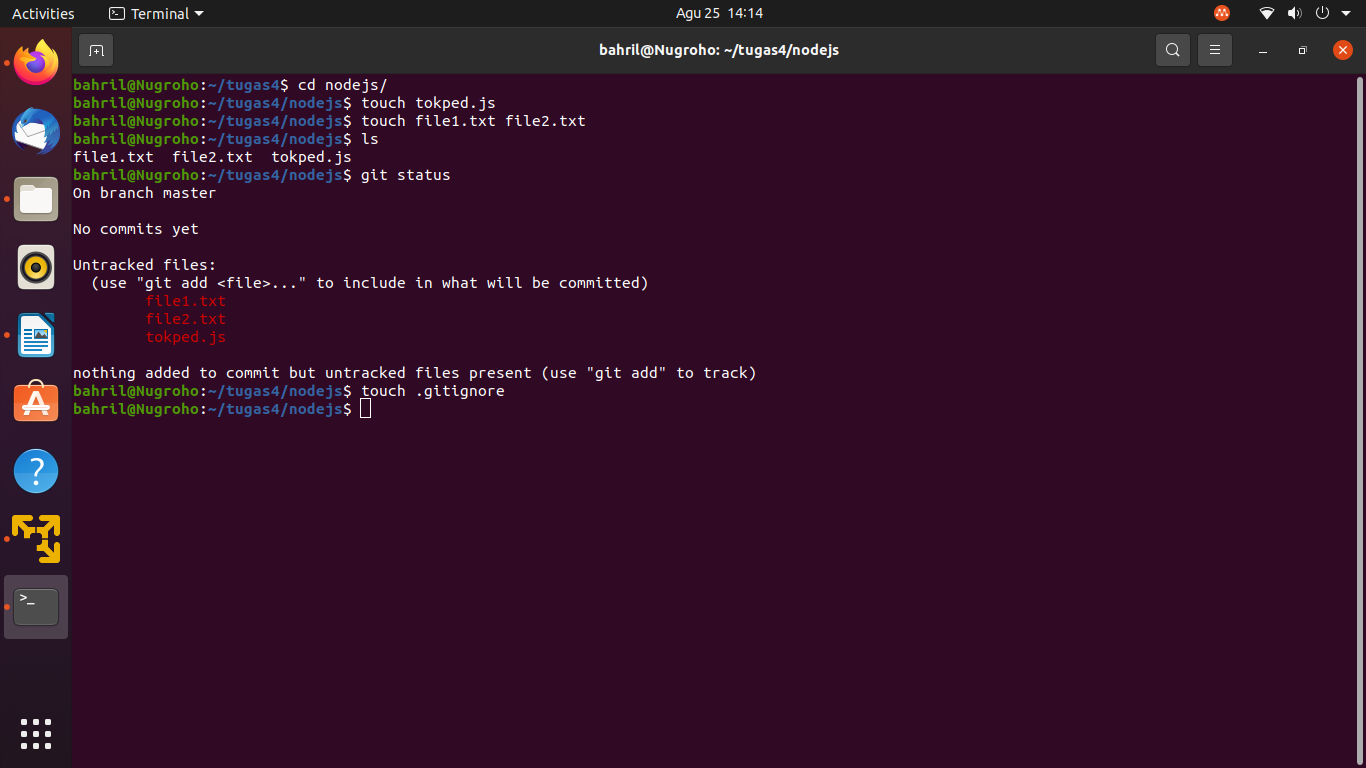 Activities
Terminal
Agu 25  14:14
bahril@Nugroho: ~/tugas4/nodejs
bahril@Nugroho:~/tugas4$ cd nodejs/
bahril@Nugroho:~/tugas4/nodejs$ touch tokped.js
bahril@Nugroho:~/tugas4/nodejs$ touch file1.txt file2.txt
bahril@Nugroho:~/tugas4/nodejs$ ls
file1.txt  file2.txt  tokped.js
bahril@Nugroho:~/tugas4/nodejs$ git status
On branch master
No commits yet
Untracked files:
  (use "git add <file>..." to include in what will be committed)
        file1.txt
        file2.txt
        tokped.js
nothing added to commit but untracked files present (use "git add" to track)
bahril@Nugroho:~/tugas4/nodejs$ touch .gitignore
bahril@Nugroho:~/tugas4/nodejs$